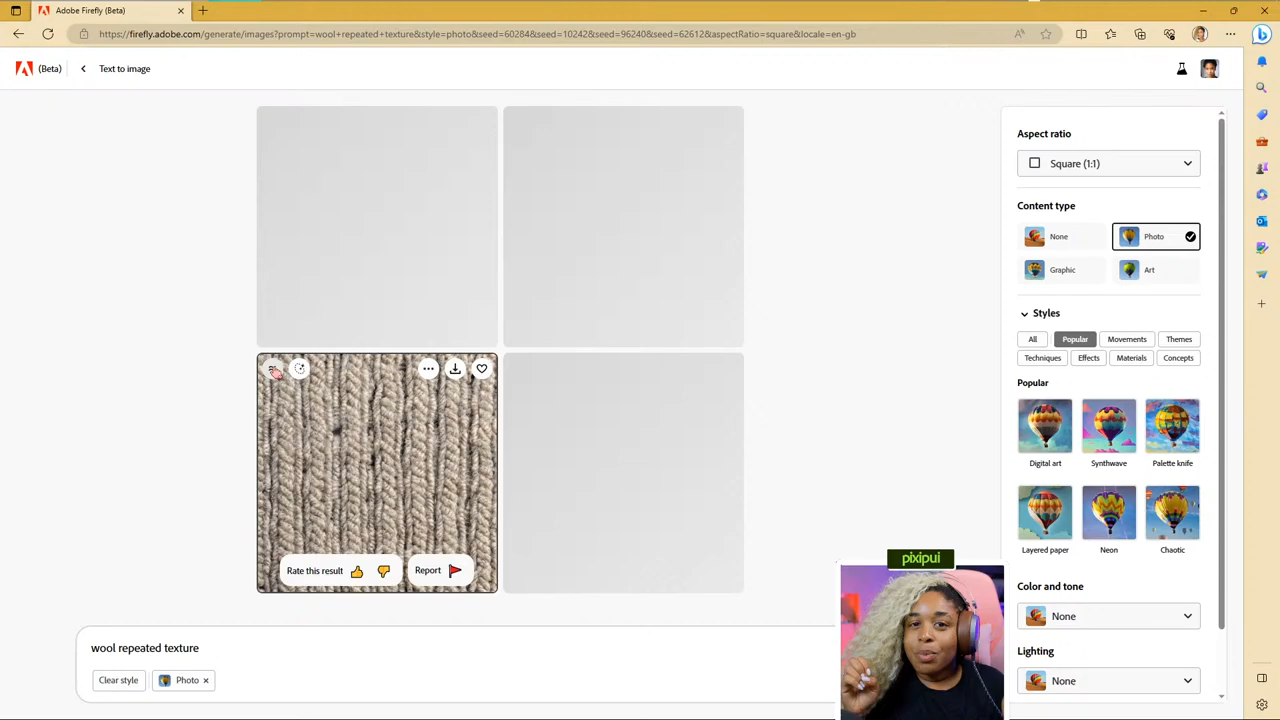 Adobe Firefly (Beta)
https://firefly.adobe.com/generate/images?prompt=wool+repeated+texture&style=photo&seed=60284&seed=10242&seed=96240&seed=62612&aspectRatio=square&locale=en-gb
(Beta)
Text to image
Aspect ratio
Square (1:1)
Content type
None
Photo
Graphic
Art
Styles
All
Popular
Movements
Themes
Techniques
Effects
Materials
Concepts
Popular
Digital art
Synthwave
Palette knife
Layered paper
Neon
Chaotic
Color and tone
None
Lighting
None
Rate this result
Report
pixipui
wool repeated texture
Clear style
Photo